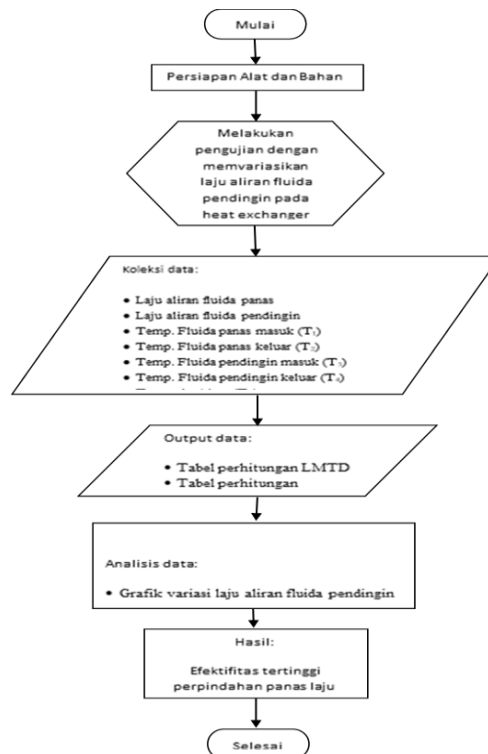 Mulai
Persiapan Alat dan Bahan
Melakukan
pengujian dengan
memvariasikan
laju aliran fluida
pendingin pada
heat exchanger
Koleksi data:
• Laju aliran fluida panas
• Laju aliran fluida pendingin
• Temp. Fluida panas masuk (T₁)
• Temp. Fluida panas keluar (T₂)
• Temp. Fluida pendingin masuk (T₃)
• Temp. Fluida pendingin keluar (T₄)
Output data:
• Tabel perhitungan LMTD
• Tabel perhitungan
Analisis data:
• Grafik variasi laju aliran fluida pendingin
Hasil:
Efektifitas tertinggi
perpindahan panas laju
Selesai